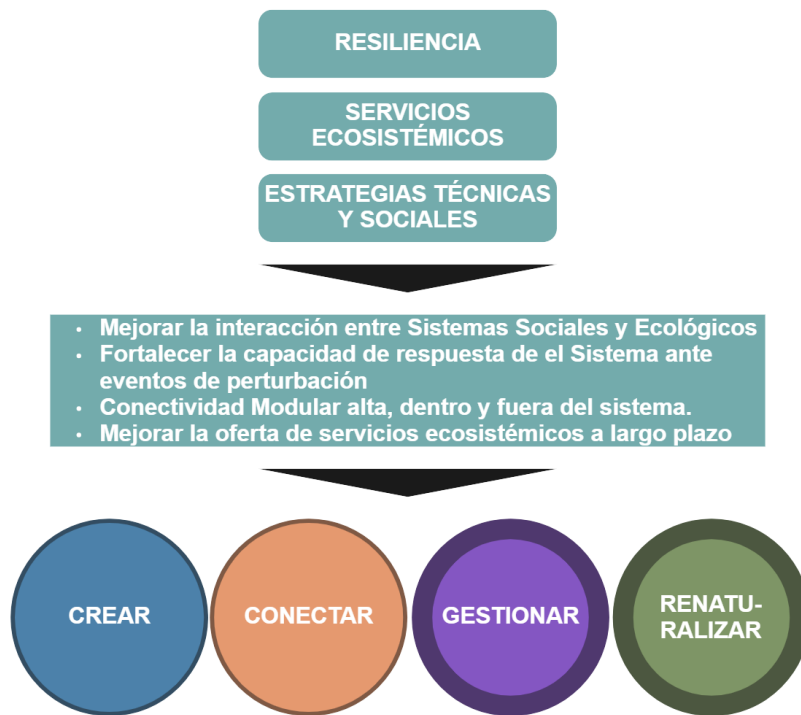 RESILIENCIA
SERVICIOS
ECOSISTÉMICOS
ESTRATEGIAS TÉCNICAS
Y SOCIALES
• Mejorar la interacción entre Sistemas Sociales y Ecológicos
• Fortalecer la capacidad de respuesta de el Sistema ante
eventos de perturbación
• Conectividad Modular alta, dentro y fuera del sistema.
• Mejorar la oferta de servicios ecosistémicos a largo plazo
CREAR
CONECTAR
GESTIONAR
RENATU-
RALIZAR